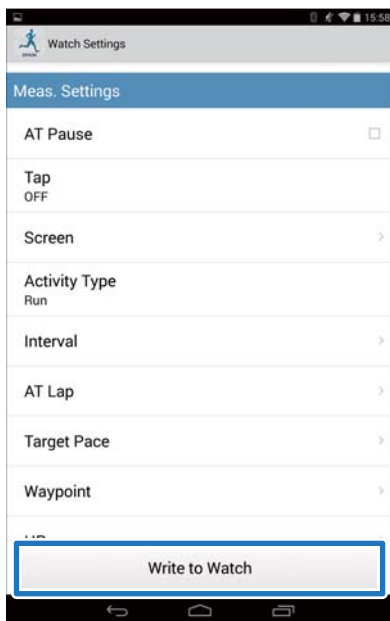 15:58
Watch Settings
Meas. Settings
AT Pause
Tap
OFF
Screen
Activity Type
Run
Interval
AT Lap
Target Pace
Waypoint
Write to Watch